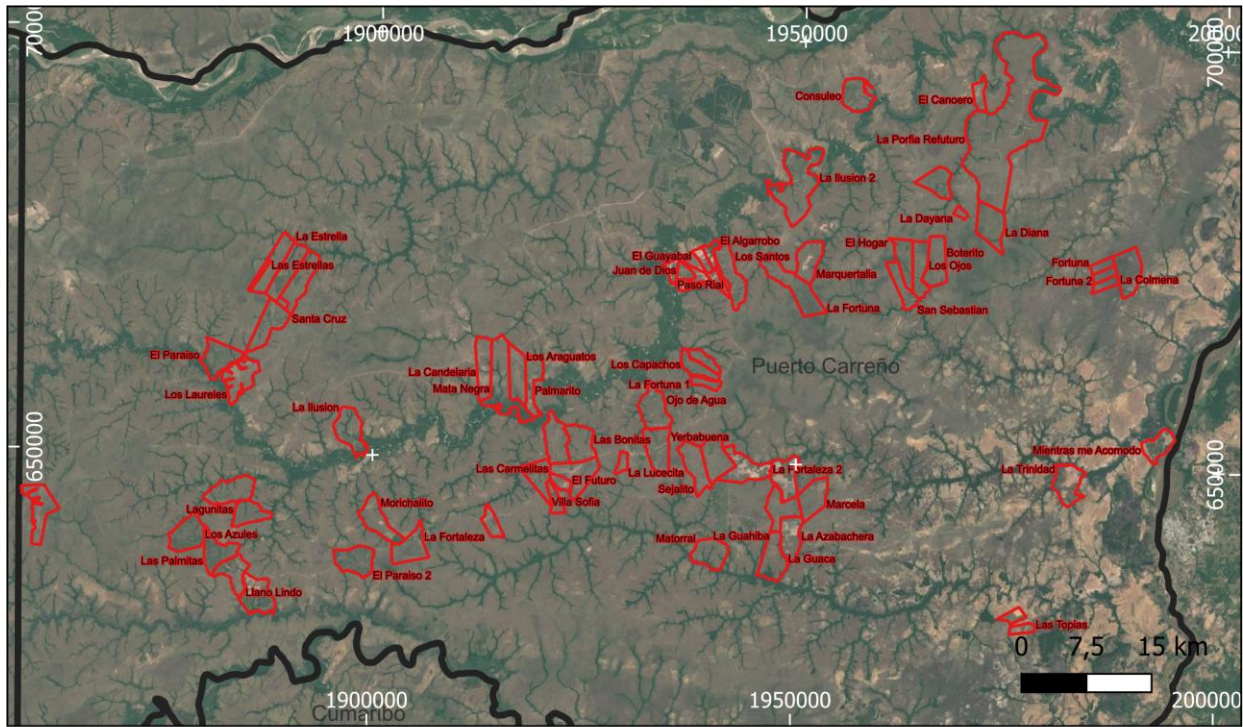 700000
1900000
1950000
2000000
700000
Consuleo
El Canoero
La Porfia Refuturo
La Ilusion 2
La Dayana
La Diana
La Estrella
Las Estrellas
Santa Cruz
El Guayabal
El Algarrobo
Juan de Dios
Los Santos
Paso Rial
El Hogar
Boterito
Los Ojos
Marquertalia
La Fortuna
San Sebastian
Fortuna
Fortuna 2
La Colmena
El Paraiso
Los Laureles
La Candelaria
Los Araguatos
Mata Negra
Palmarito
Los Capachos
La Fortuna 1
Ojo de Agua
Puerto Carreño
La Ilusion
650000
Las Bonitas
Yerbabuena
Las Carmelitas
La Lucecita
El Futuro
Villa Sofia
Sejalito
La Fortaleza 2
Marcela
Mientras me Acomodo
La Trinidad
650000
Lagunitas
Morichalito
Los Azules
La Fortaleza
Las Palmitas
El Paraiso 2
Llano Lindo
Matorral
La Guahiba
La Azabachera
La Guaca
Las Topias
0 7,5 15 km
1900000
1950000
200000
Cumaribo